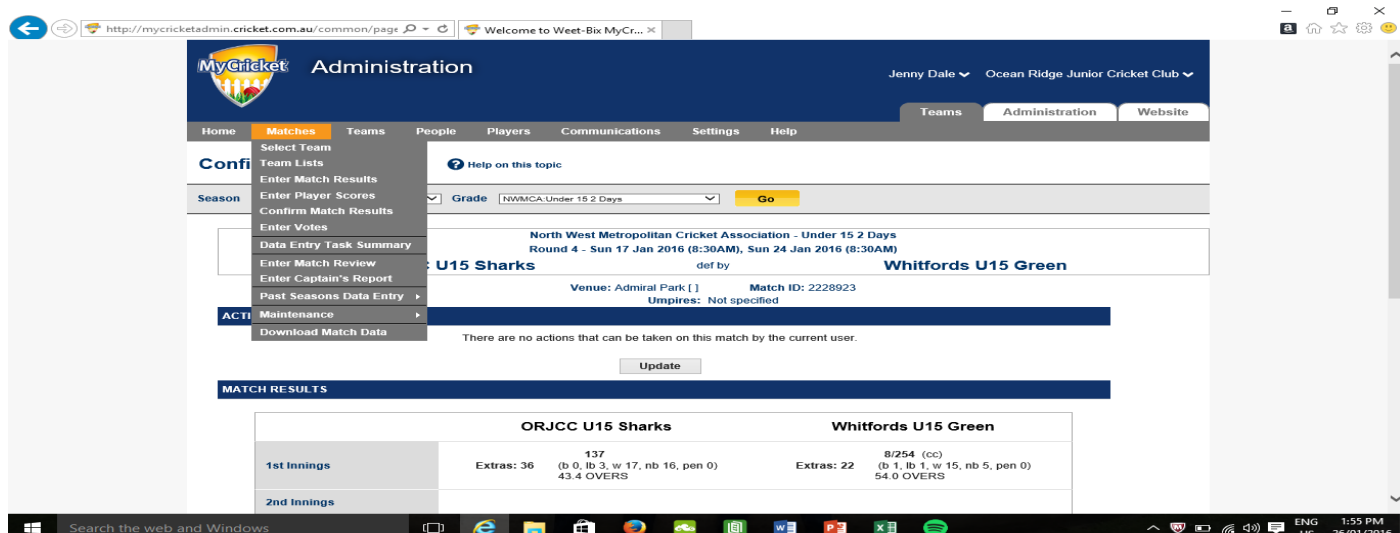 http://mycricketadmin.cricket.com.au/common/page
Welcome to Weet-Bix MyCr...
MyCricket Administration
Jenny Dale Ocean Ridge Junior Cricket Club
Teams Administration Website
Home Matches Teams People Players Communications Settings Help
Select Team
Confi Team Lists Help on this topic
Enter Match Results
Season Enter Player Scores Grade NWMCA:Under 15 2 Days Go
Confirm Match Results
Enter Votes
North West Metropolitan Cricket Association - Under 15 2 Days
Data Entry Task Summary
Round 4 - Sun 17 Jan 2016 (8:30AM), Sun 24 Jan 2016 (8:30AM)
Enter Match Review
U15 Sharks def by Whitfords U15 Green
Enter Captain's Report
Venue: Admiral Park [ ] Match ID: 2228923
Past Seasons Data Entry
Umpires: Not specified
ACTI Maintenance
Download Match Data
There are no actions that can be taken on this match by the current user.
Update
MATCH RESULTS
ORJCC U15 Sharks Whitfords U15 Green
137 8/254 (cc)
1st Innings Extras: 36 (b 0, lb 3, w 17, nb 16, pen 0) Extras: 22 (b 1, lb 1, w 15, nb 5, pen 0)
43.4 OVERS 54.0 OVERS
2nd Innings
Search the web and Windows
ENG 1:55 PM
US 26/01/2016